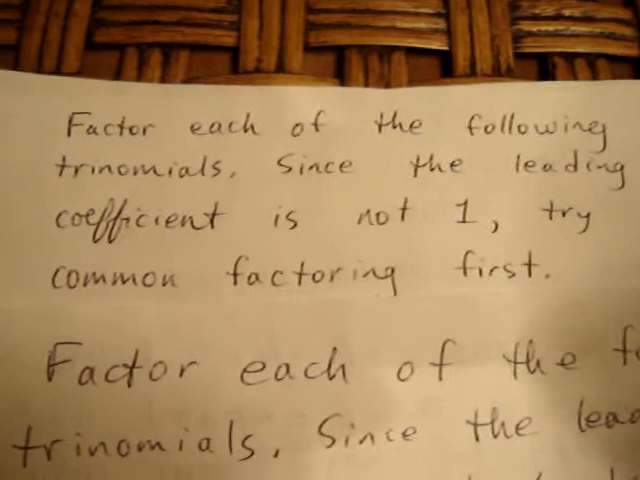 Factor each of the following
trinomials. Since the leading
coefficient is not 1, try
common factoring first.
Factor each of the
trinomials. Since the